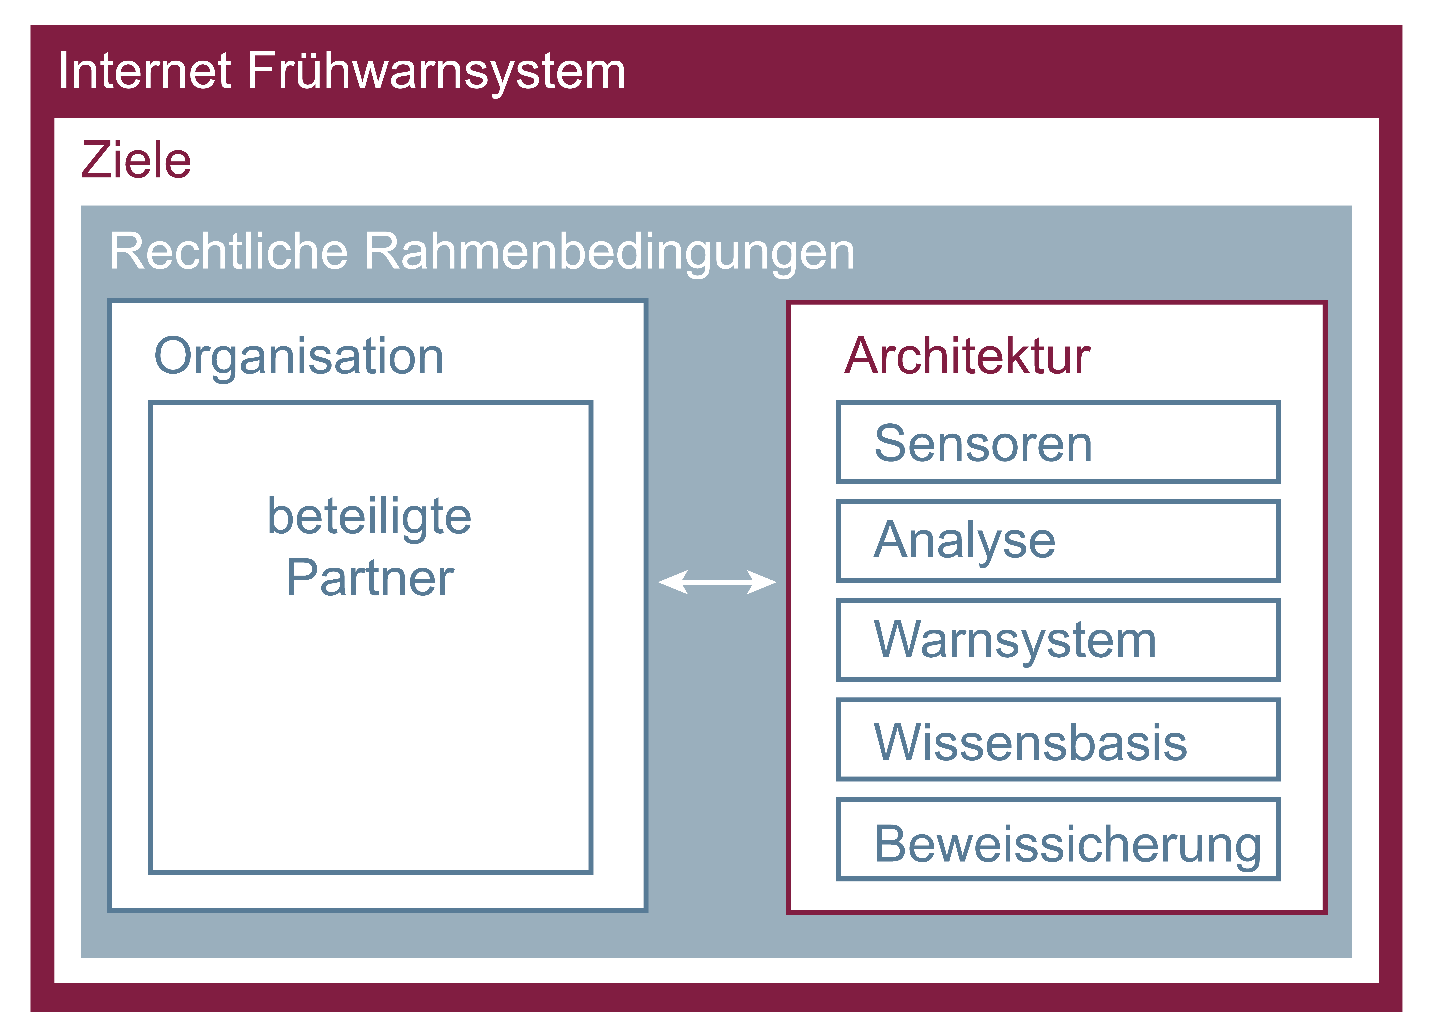 Internet Frühwarnsystem
Ziele
Rechtliche Rahmenbedingungen
Organisation
beteiligte
Partner
Architektur
Sensoren
Analyse
Warnsystem
Wissensbasis
Beweissicherung